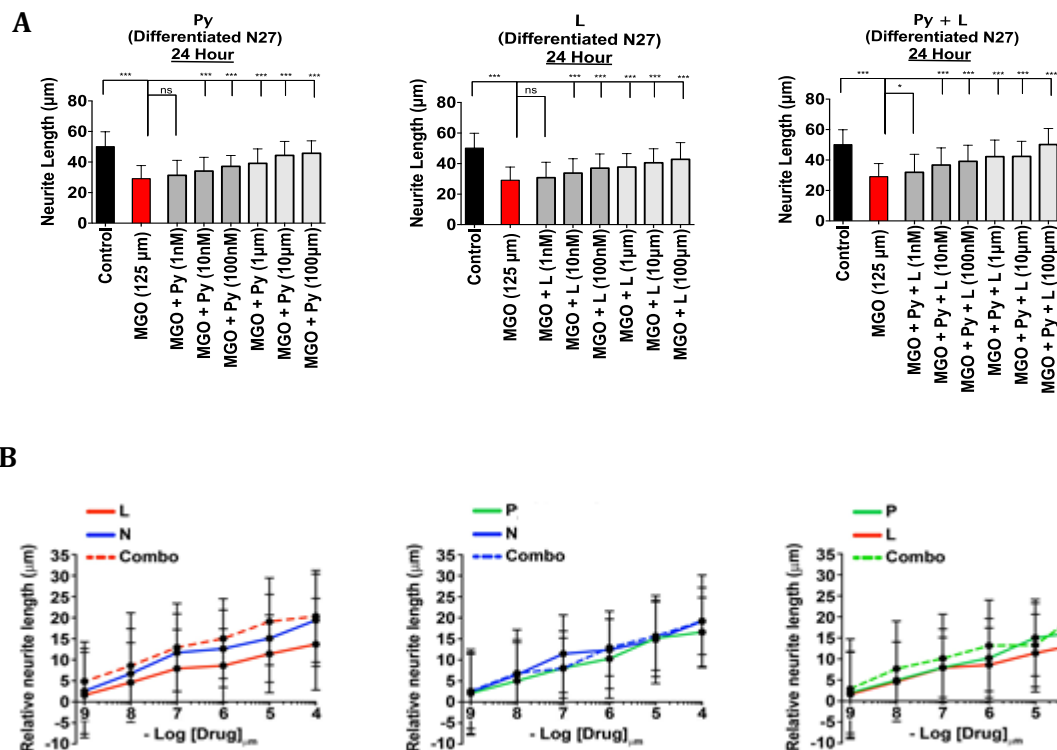 A
Py
(Differentiated N27)
24 Hour
*** *** *** *** *** ***
ns
80
60
40
20
0
Neurite Length (µm)
Control
MGO (125 µm)
MGO + Py (1nM)
MGO + Py (10nM)
MGO + Py (100nM)
MGO + Py (1µm)
MGO + Py (10µm)
MGO + Py (100µm)
L
(Differentiated N27)
24 Hour
*** *** *** *** *** ***
ns
80
60
40
20
0
Neurite Length (µm)
Control
MGO (125 µm)
MGO + L (1nM)
MGO + L (10nM)
MGO + L (100nM)
MGO + L (1µm)
MGO + L (10µm)
MGO + L (100µm)
Py + L
(Differentiated N27)
24 Hour
*** *** *** *** *** ***
*
80
60
40
20
0
Neurite Length (µm)
Control
MGO (125 µm)
MGO + Py + L (1nM)
MGO + Py + L (10nM)
MGO + Py + L (100nM)
MGO + Py + L (1µm)
MGO + Py + L (10µm)
MGO + Py + L (100µm)
B
L
N
Combo
35
30
25
20
15
10
5
0
-5
-10
Relative neurite length (µm)
9 8 7 6 5 4
- Log [Drug]µm
P
N
Combo
35
30
25
20
15
10
5
0
-5
-10
Relative neurite length (µm)
9 8 7 6 5 4
- Log [Drug]µm
P
L
Combo
35
30
25
20
15
10
5
0
-5
-10
Relative neurite length (µm)
9 8 7 6 5
- Log [Drug]µm